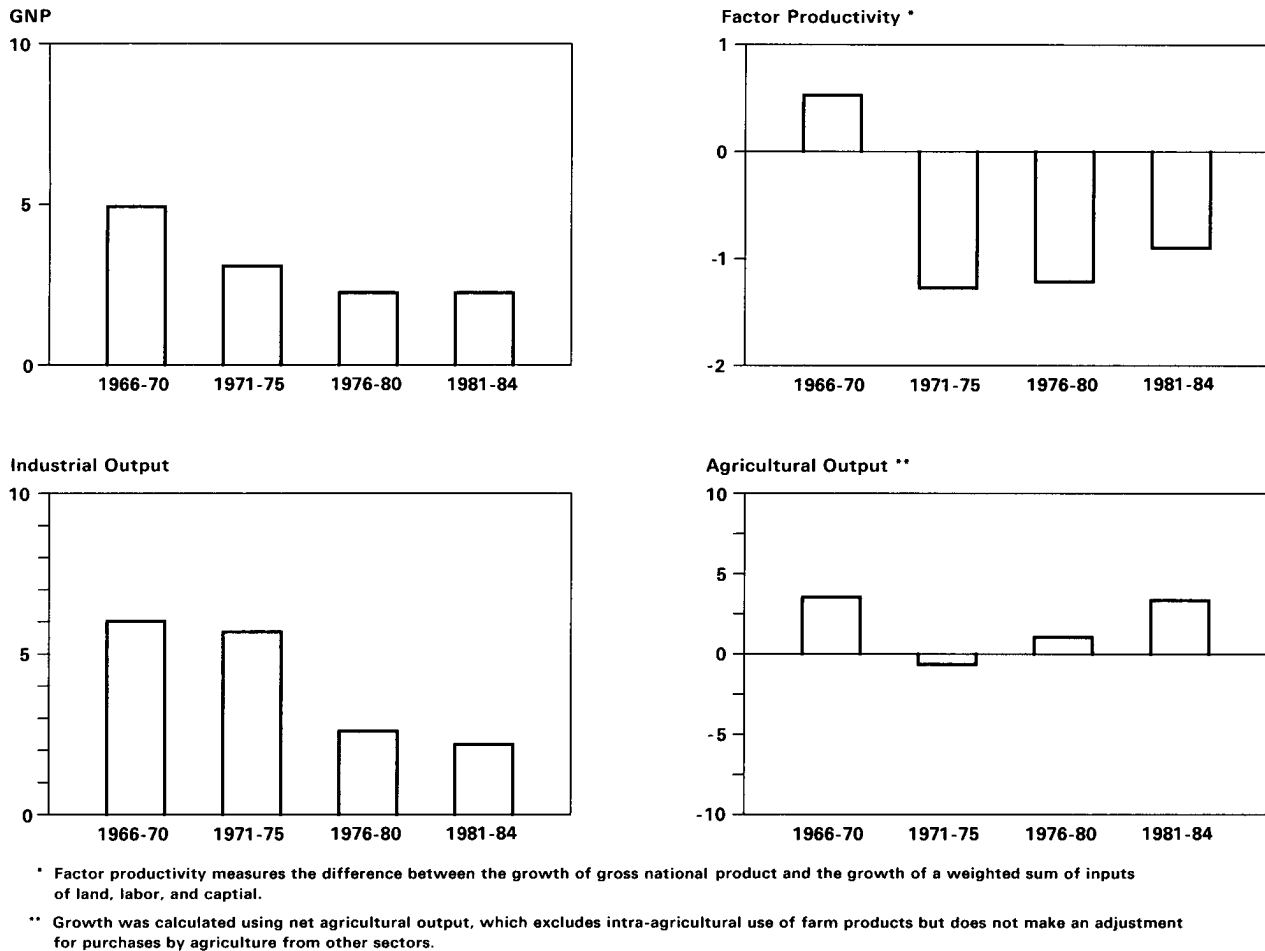 GNP
10
5
0
1966-70 1971-75 1976-80 1981-84
Factor Productivity *
1
0
-1
-2
1966-70 1971-75 1976-80 1981-84
Industrial Output
10
5
0
1966-70 1971-75 1976-80 1981-84
Agricultural Output **
10
5
0
-5
-10
1966-70 1971-75 1976-80 1981-84
* Factor productivity measures the difference between the growth of gross national product and the growth of a weighted sum of inputs
of land, labor, and captial.
** Growth was calculated using net agricultural output, which excludes intra-agricultural use of farm products but does not make an adjustment
for purchases by agriculture from other sectors.